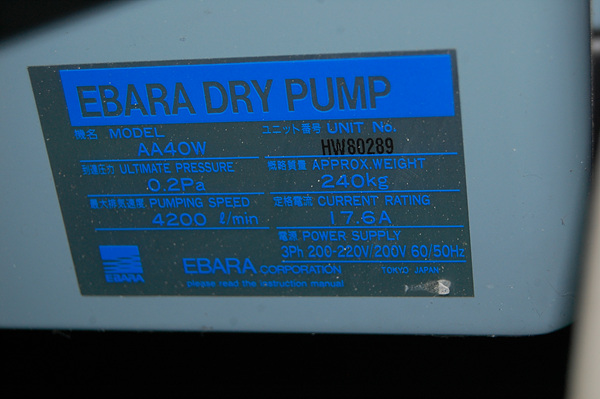 EBARA DRY PUMP
機名 MODEL
AA40W
ユニット番号 UNIT No.
HW80289
到達圧力 ULTIMATE PRESSURE
0.2Pa
概略質量 APPROX.WEIGHT
240kg
最大排気速度 PUMPING SPEED
4200 ℓ/min
定格電流 CURRENT RATING
17.6A
電源 POWER SUPPLY
3Ph 200-220V/200V 60/50Hz
EBARA
EBARA CORPORATION
TOKYO JAPAN
please read the instruction manual